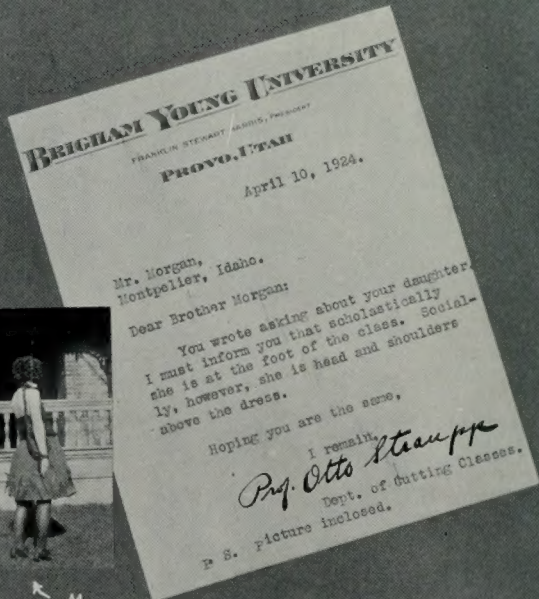 BRIGHAM YOUNG UNIVERSITY
FRANKLIN STEWART HARRIS, PRESIDENT
PROVO, UTAH
April 10, 1924.
Mr. Morgan,
Montpelier, Idaho.
Dear Brother Morgan:
You wrote asking about your daughter.
I must inform you that scholastically
she is at the foot of the class. Social-
ly, however, she is head and shoulders
above the dress.
Hoping you are the same,
I remain,
Prof. Otto Straupp
Dept. of Cutting Classes.
P S. picture inclosed.